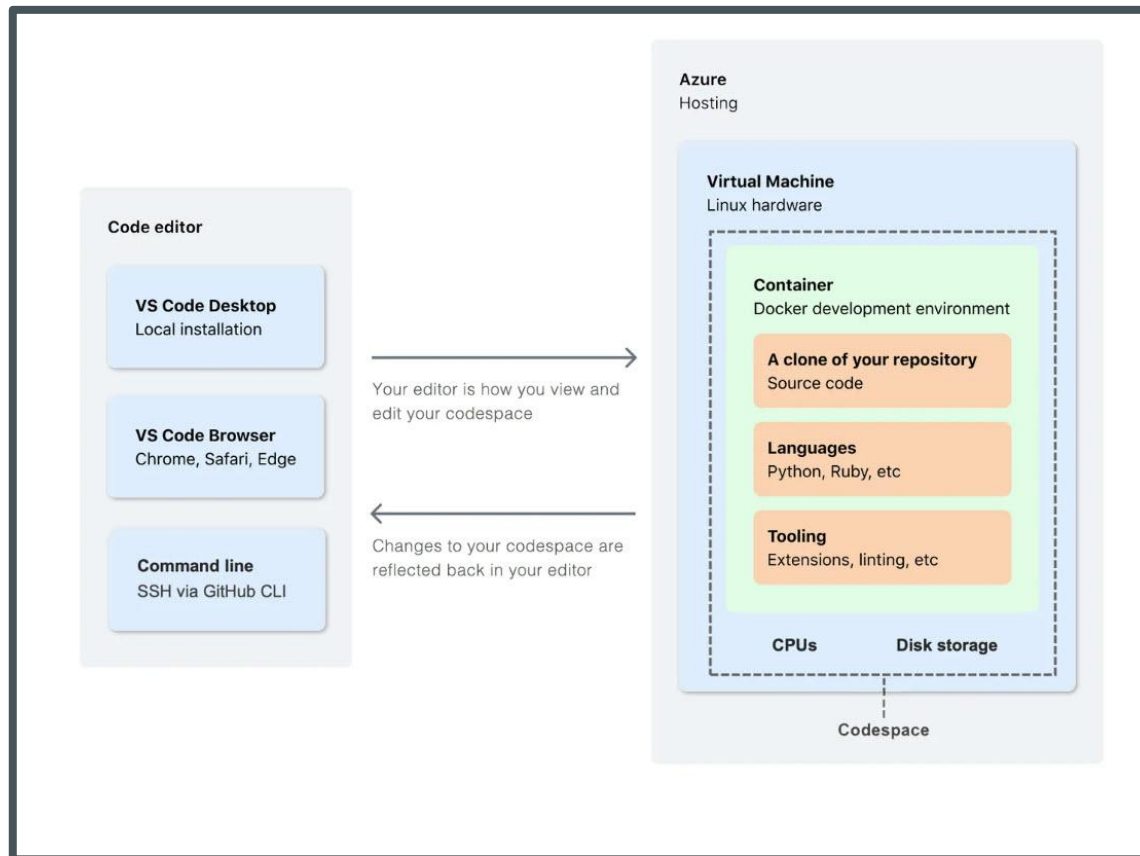 Code editor
VS Code Desktop
Local installation
VS Code Browser
Chrome, Safari, Edge
Command line
SSH via GitHub CLI
Your editor is how you view and
edit your codespace
Changes to your codespace are
reflected back in your editor
Azure
Hosting
Virtual Machine
Linux hardware
Container
Docker development environment
A clone of your repository
Source code
Languages
Python, Ruby, etc
Tooling
Extensions, linting, etc
CPUs
Disk storage
Codespace